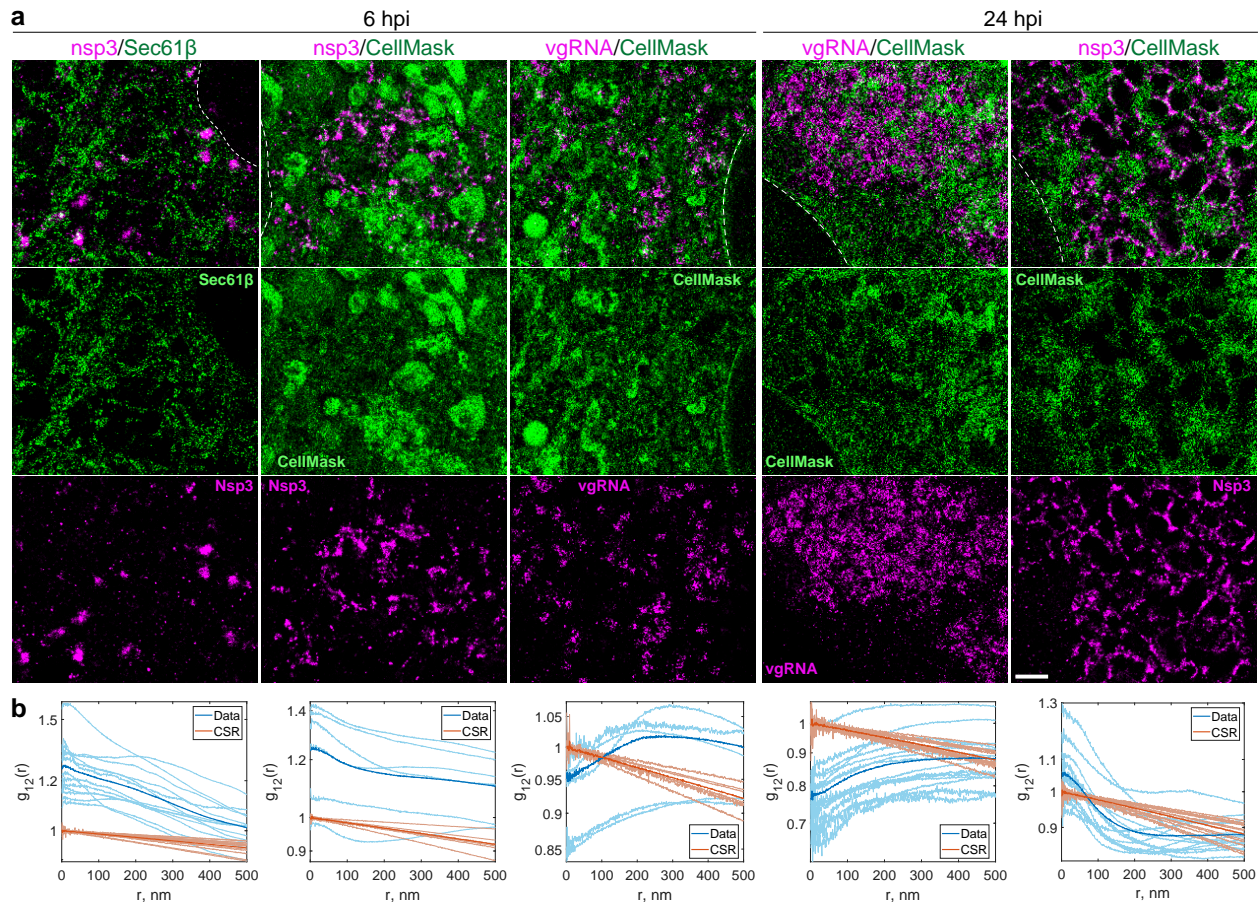 a
6 hpi
24 hpi
nsp3/Sec61β
nsp3/CellMask
vgRNA/CellMask
vgRNA/CellMask
nsp3/CellMask
Sec61β
CellMask
CellMask
CellMask
CellMask
Nsp3
Nsp3
vgRNA
vgRNA
Nsp3
b
g12(r)
1.5
1.2
1
Data
CSR
0 100 200 300 400 500
r, nm
g12(r)
1.4
1.2
1
0.9
Data
CSR
0 100 200 300 400 500
r, nm
g12(r)
1.05
1
0.95
0.9
0.85
Data
CSR
0 100 200 300 400 500
r, nm
g12(r)
1
0.9
0.8
0.7
Data
CSR
0 100 200 300 400 500
r, nm
g12(r)
1.3
1.1
1
0.9
Data
CSR
0 100 200 300 400 500
r, nm